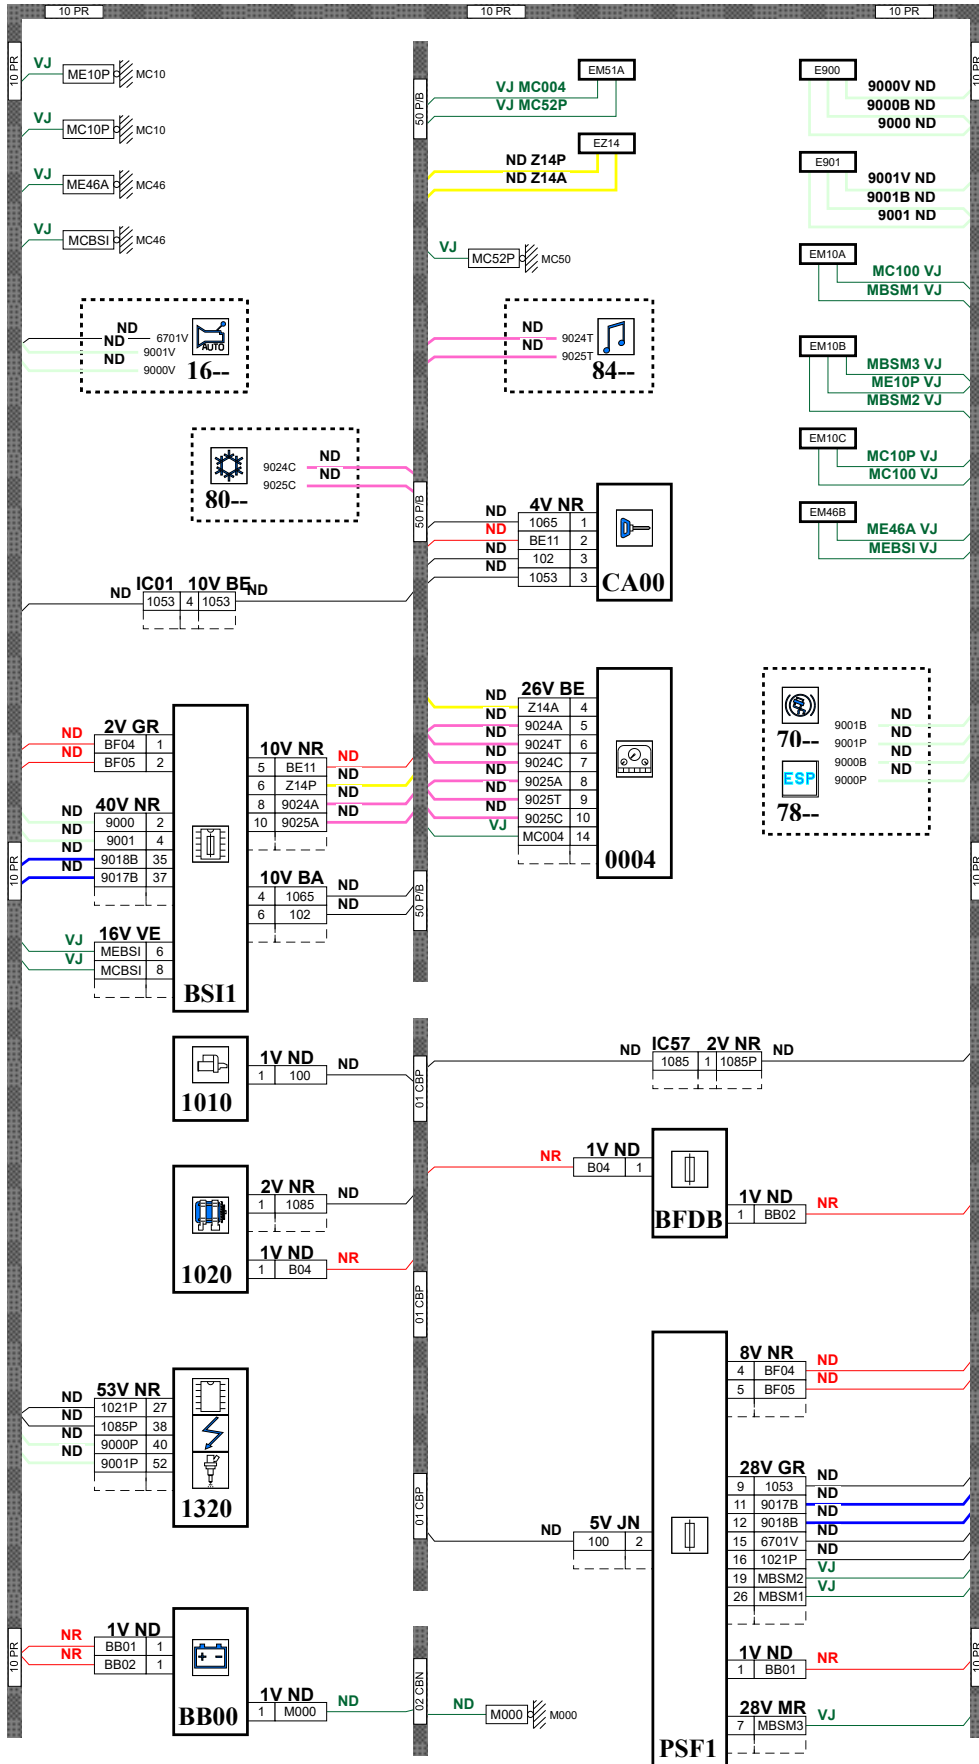 10 PR
10 PR
10 PR
10 PR
VJ
ME10P
MC10
VJ
MC10P
MC10
VJ
ME46A
MC46
VJ
MCBSI
MC46
50 P/B
VJ MC004
VJ MC52P
EM51A
ND Z14P
ND Z14A
EZ14
VJ
MC52P
MC50
10 PR
E900
9000V ND
9000B ND
9000 ND
E901
9001V ND
9001B ND
9001 ND
EM10A
MC100 VJ
MBSM1 VJ
EM10B
MBSM3 VJ
ME10P VJ
MBSM2 VJ
EM10C
MC10P VJ
MC100 VJ
EM46B
ME46A VJ
MEBSI VJ
ND
ND
ND
6701V
9001V
9000V
AUTO
16--
ND
ND
9024T
9025T
84--
80--
9024C
9025C
ND
ND
50 P/B
4V NR
ND
1065 1
ND
BE11 2
ND
102 3
ND
1053 3
CA00
IC01 10V BE
ND
1053 4 1053
ND
2V GR
ND
BF04 1
ND
BF05 2
40V NR
ND
9000 2
ND
9001 4
ND
9018B 35
ND
9017B 37
16V VE
VJ
MEBSI 6
VJ
MCBSI 8
BSI1
10V NR
5 BE11
ND
6 Z14P
ND
8 9024A
ND
10 9025A
ND
10V BA
4 1065
ND
6 102
ND
10 PR
50 P/B
26V BE
ND
Z14A 4
ND
9024A 5
ND
9024T 6
ND
9024C 7
ND
9025A 8
ND
9025T 9
ND
9025C 10
VJ
MC004 14
0004
70--
ESP
78--
9001B
ND
9001P
ND
9000B
ND
9000P
ND
10 PR
1V ND
1 100
ND
1010
01 CBP
IC57 2V NR
ND
1085 1 1085P
ND
2V NR
1 1085
ND
1V ND
1 B04
NR
1020
01 CBP
1V ND
NR
B04 1
1V ND
1 BB02
NR
BFDB
53V NR
ND
1021P 27
ND
1085P 38
ND
9000P 40
ND
9001P 52
1320
01 CBP
5V JN
ND
100 2
8V NR
4 BF04
ND
5 BF05
ND
28V GR
9 1053
ND
11 9017B
ND
12 9018B
ND
15 6701V
ND
16 1021P
ND
19 MBSM2
VJ
26 MBSM1
VJ
1V ND
1 BB01
NR
28V MR
7 MBSM3
VJ
PSF1
10 PR
10 PR
1V ND
NR
BB01 1
NR
BB02 1
+ -
BB00
1V ND
1 M000
ND
02 CBN
ND
M000
M000